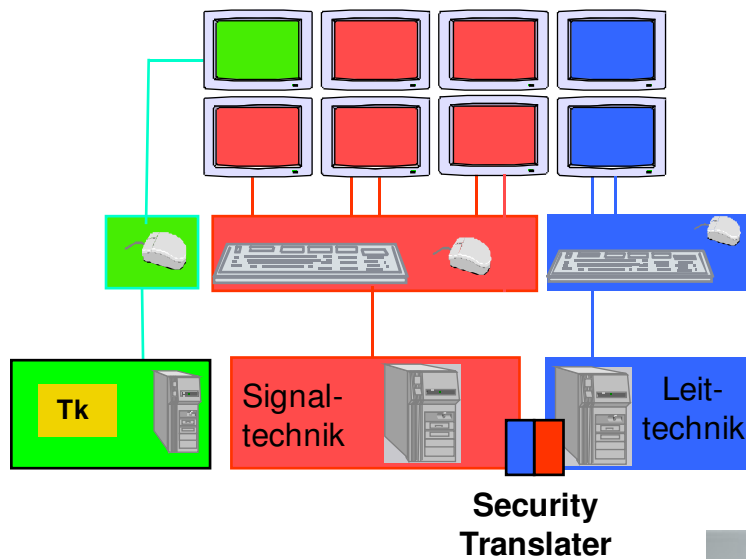 Tk
Signal-
technik
Leit-
technik
Security
Translater